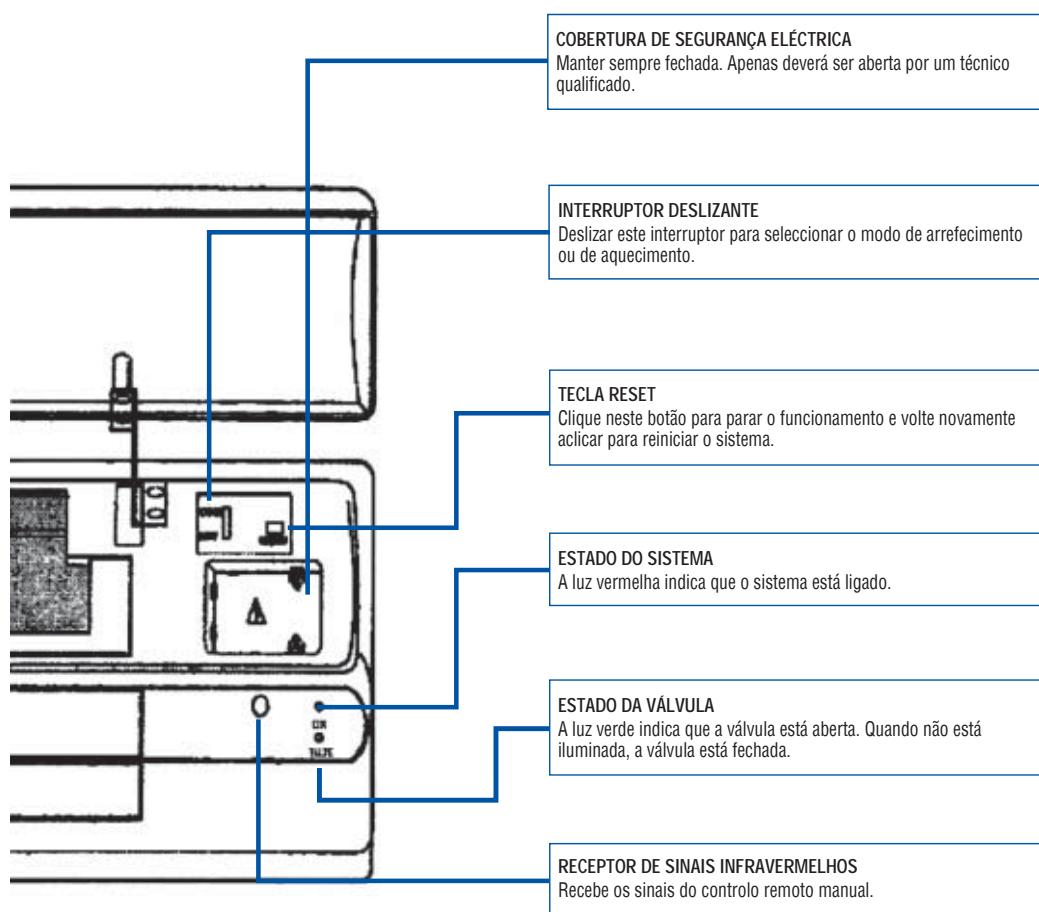 COBERTURA DE SEGURANÇA ELÉCTRICA
Manter sempre fechada. Apenas deverá ser aberta por um técnico
qualificado.
INTERRUPTOR DESLIZANTE
Deslizar este interruptor para seleccionar o modo de arrefecimento
ou de aquecimento.
TECLA RESET
Clique neste botão para parar o funcionamento e volte novamente
aclicar para reiniciar o sistema.
ESTADO DO SISTEMA
A luz vermelha indica que o sistema está ligado.
ESTADO DA VÁLVULA
A luz verde indica que a válvula está aberta. Quando não está
iluminada, a válvula está fechada.
RECEPTOR DE SINAIS INFRAVERMELHOS
Recebe os sinais do controlo remoto manual.